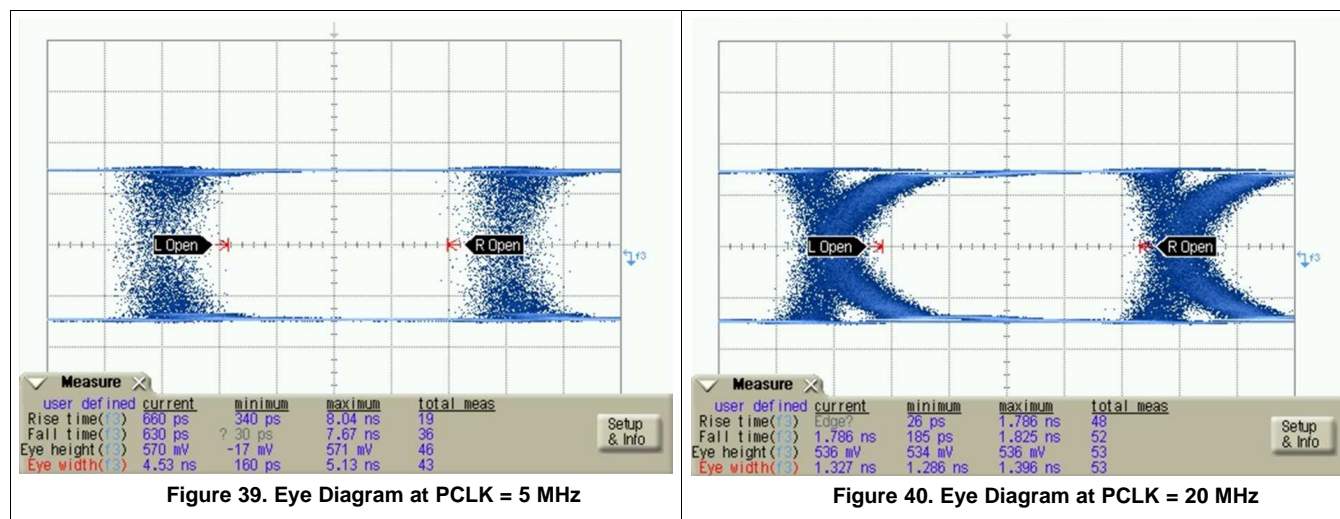 L Open
R Open
f3
Measure
user defined current minimum maximum total meas
Rise time(f3) 660 ps 340 ps 8.04 ns 19
Fall time(f3) 630 ps ? 30 ps 7.67 ns 36
Eye height(f3) 570 mV -17 mV 571 mV 46
Eye width(f3) 4.53 ns 160 ps 5.13 ns 43
Setup
& Info
Figure 39. Eye Diagram at PCLK = 5 MHz
L Open
R Open
f3
Measure
user defined current minimum maximum total meas
Rise time(f3) Edge? 26 ps 1.786 ns 48
Fall time(f3) 1.786 ns 185 ps 1.825 ns 52
Eye height(f3) 536 mV 534 mV 536 mV 53
Eye width(f3) 1.327 ns 1.286 ns 1.396 ns 53
Setup
& Info
Figure 40. Eye Diagram at PCLK = 20 MHz